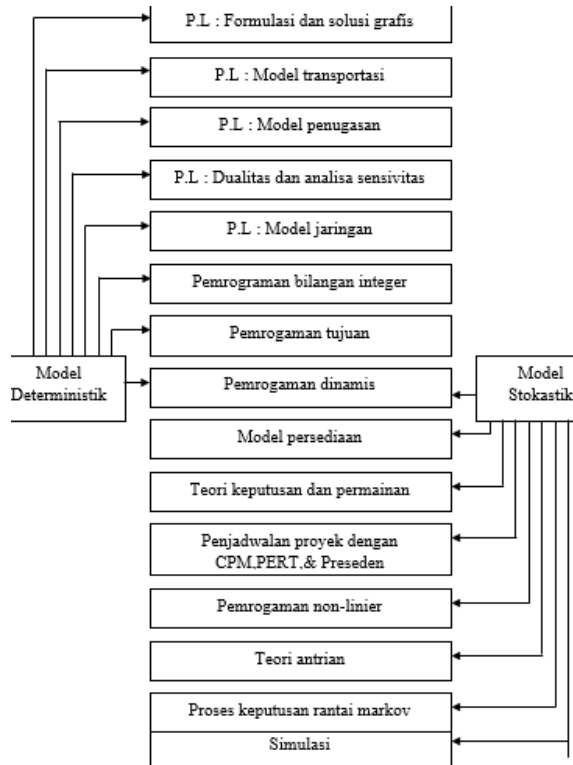 P.L : Formulasi dan solusi grafis
P.L : Model transportasi
P.L : Model penugasan
P.L : Dualitas dan analisa sensivitas
P.L : Model jaringan
Pemrograman bilangan integer
Pemrogaman tujuan
Model
Deterministik
Pemrogaman dinamis
Model
Stokastik
Model persediaan
Teori keputusan dan permainan
Penjadwalan proyek dengan
CPM,PERT,& Preseden
Pemrogaman non-linier
Teori antrian
Proses keputusan rantai markov
Simulasi